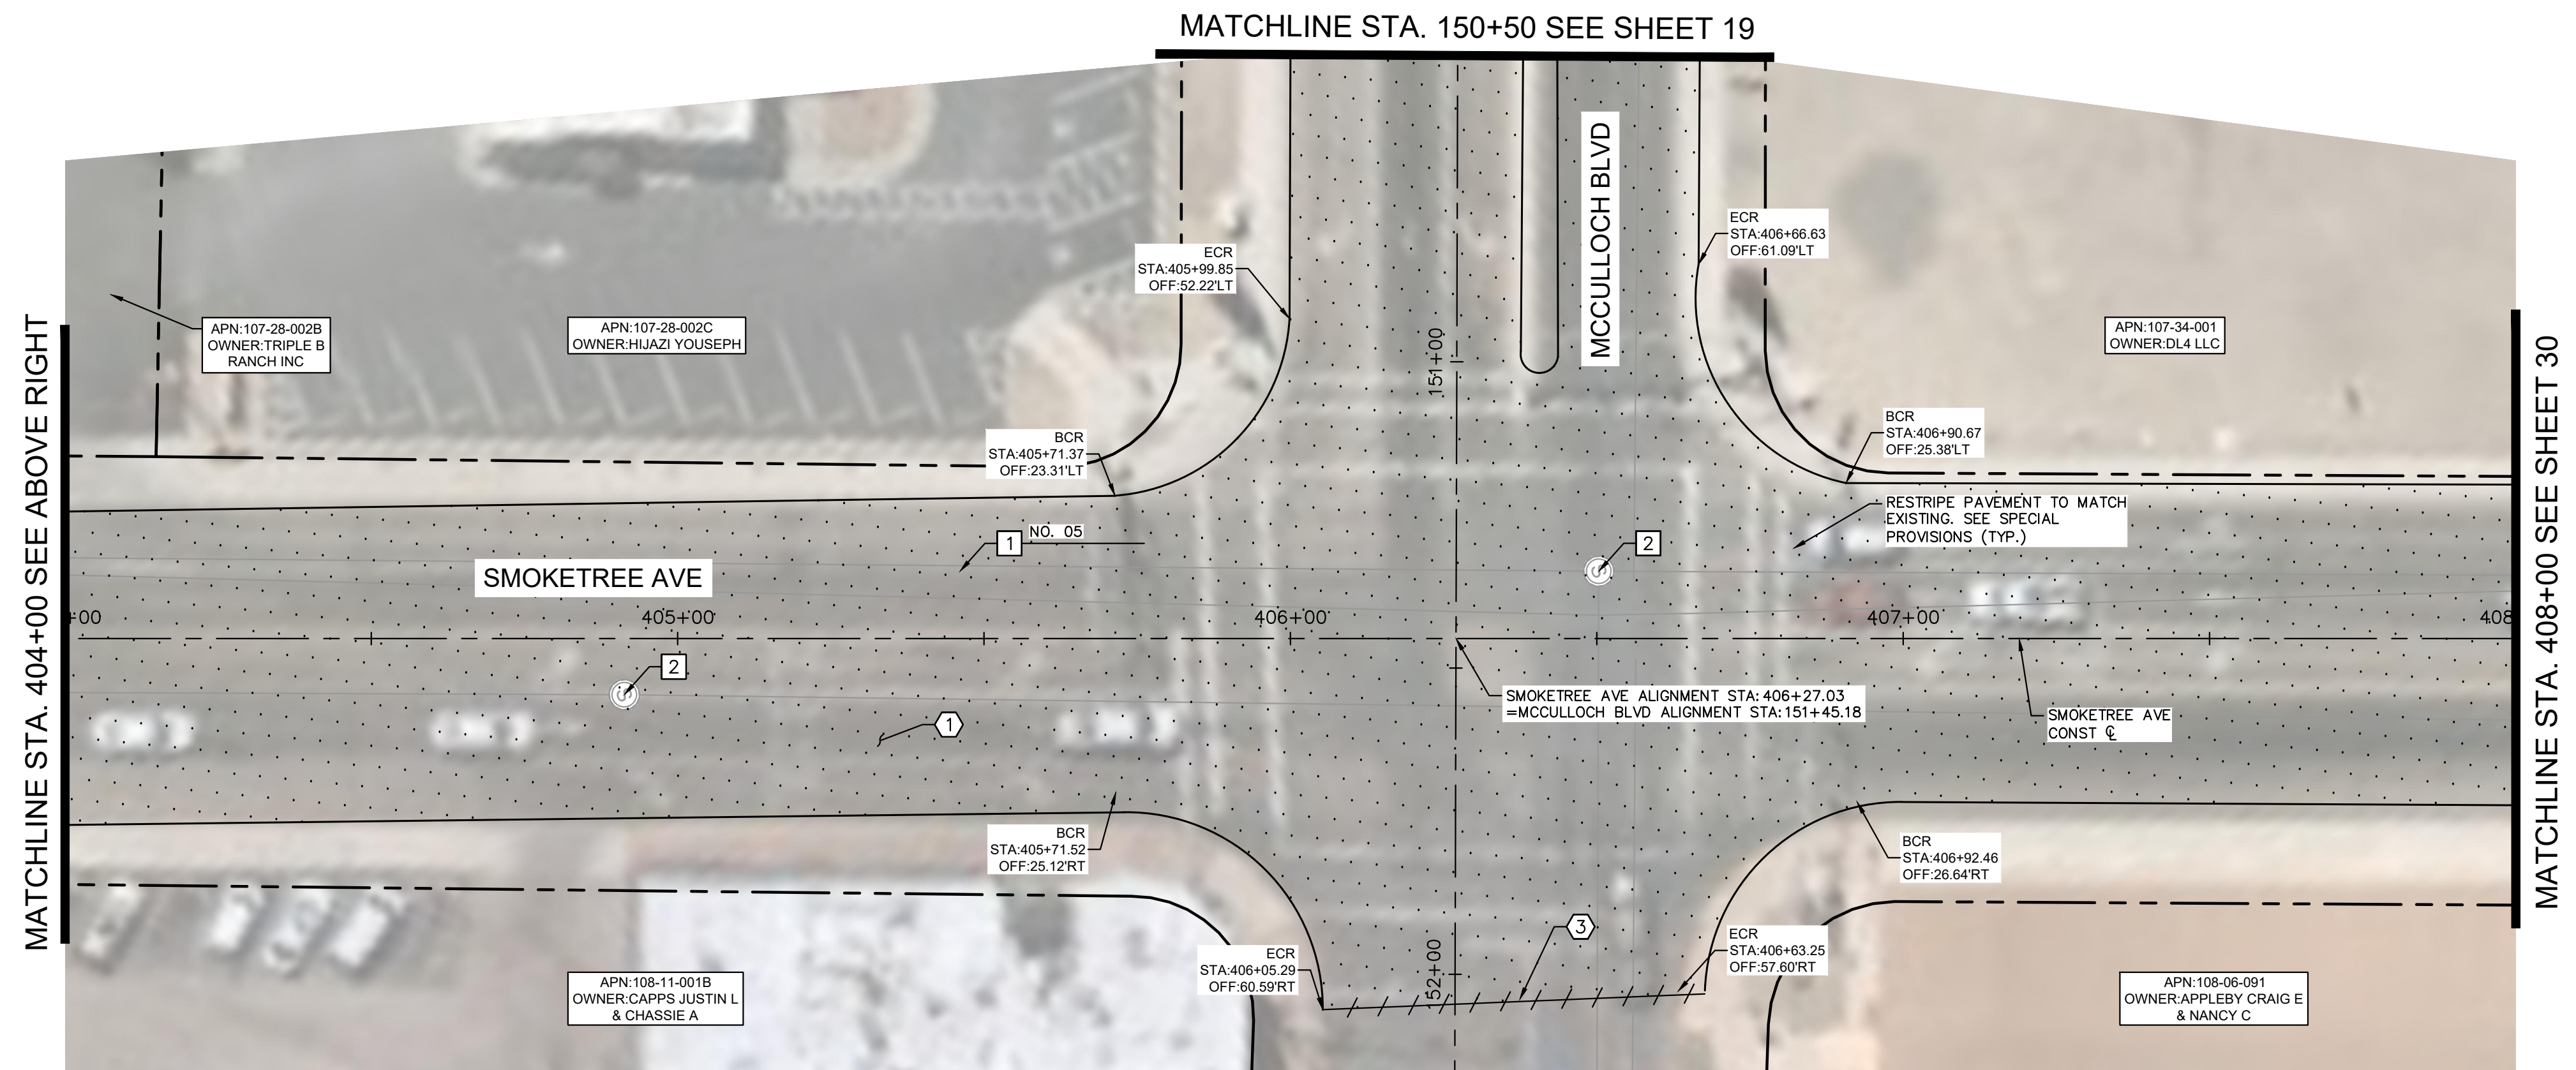 MATCHLINE STA. 150+50 SEE SHEET 19
MATCHLINE STA. 404+00 SEE ABOVE RIGHT
MATCHLINE STA. 408+00 SEE SHEET 30
MCCULLOCH BLVD
ECR
STA:406+66.63
OFF:61.09'LT
ECR
STA:405+99.85
OFF:52.22'LT
APN:107-28-002B
OWNER:TRIPLE B
RANCH INC
APN:107-28-002C
OWNER:HIJAZI YOUSEPH
APN:107-34-001
OWNER:DL4 LLC
151+00
BCR
STA:405+71.37
OFF:23.31'LT
BCR
STA:406+90.67
OFF:25.38'LT
RESTRIPE PAVEMENT TO MATCH
EXISTING. SEE SPECIAL
PROVISIONS (TYP.)
1 NO. 05
2
SMOKETREE AVE
+00
405+00
406+00
407+00
408
2
SMOKETREE AVE ALIGNMENT STA: 406+27.03
=MCCULLOCH BLVD ALIGNMENT STA:151+45.18
SMOKETREE AVE
CONST ℄
1
BCR
STA:405+71.52
OFF:25.12'RT
BCR
STA:406+92.46
OFF:26.64'RT
3
ECR
STA:406+05.29
OFF:60.59'RT
152+00
ECR
STA:406+63.25
OFF:57.60'RT
APN:108-11-001B
OWNER:CAPPS JUSTIN L
& CHASSIE A
APN:108-06-091
OWNER:APPLEBY CRAIG E
& NANCY C
S
S